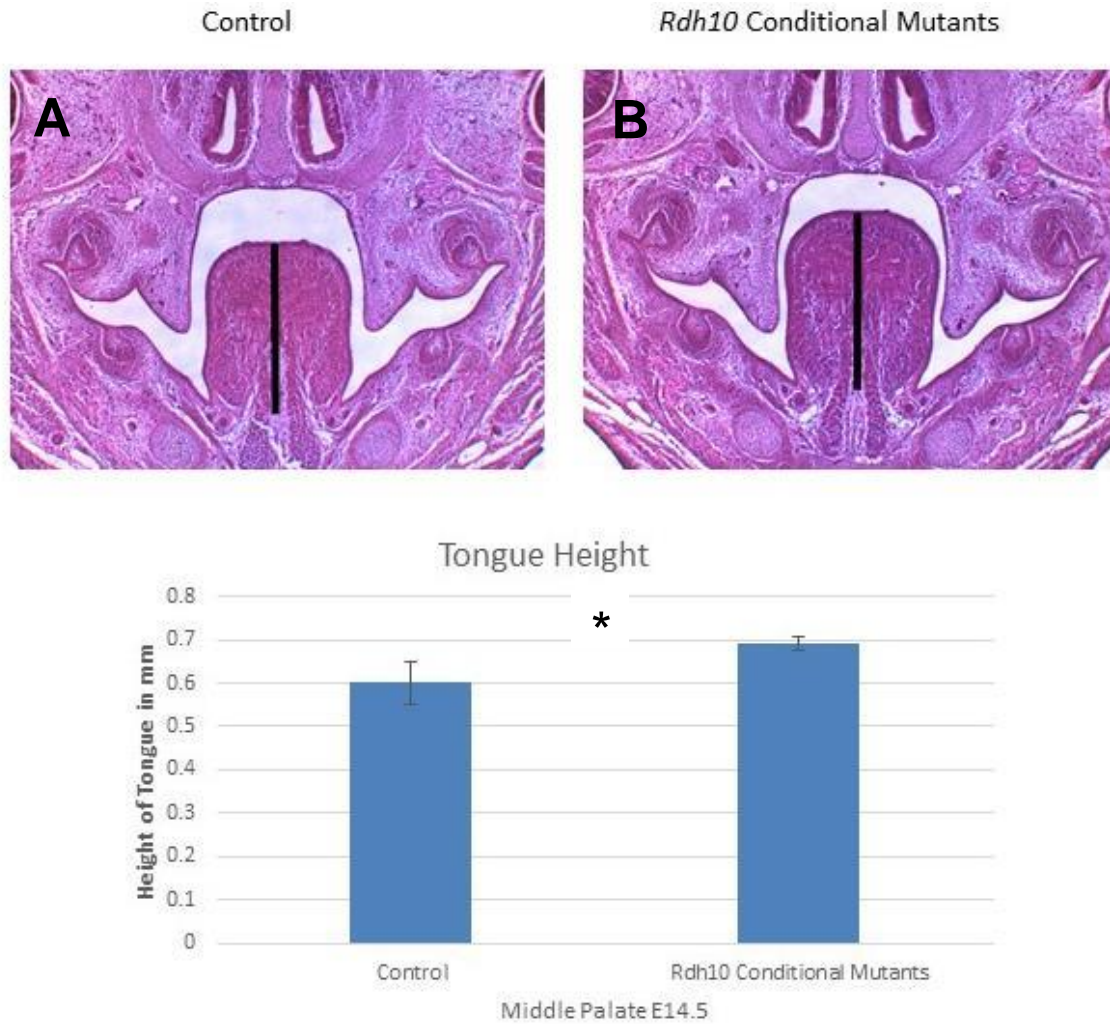 Control
Rdh10 Conditional Mutants
A
B
Tongue Height
Height of Tongue in mm
0.8
0.7
0.6
0.5
0.4
0.3
0.2
0.1
0
*
Control
Rdh10 Conditional Mutants
Middle Palate E14.5